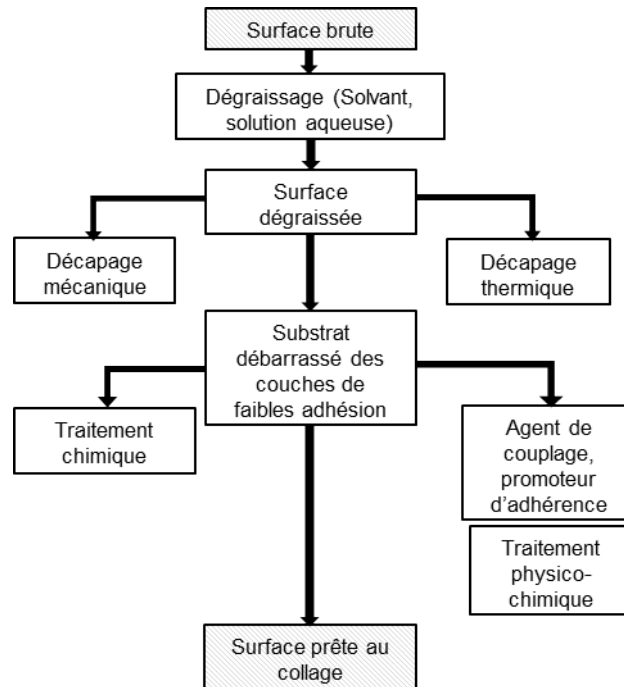 Surface brute
Dégraissage (Solvant,
solution aqueuse)
Surface
dégraissée
Décapage
mécanique
Décapage
thermique
Substrat
débarrassé des
couches de
faibles adhésion
Traitement
chimique
Agent de
couplage,
promoteur
d'adhérence
Traitement
physico-
chimique
Surface prête au
collage